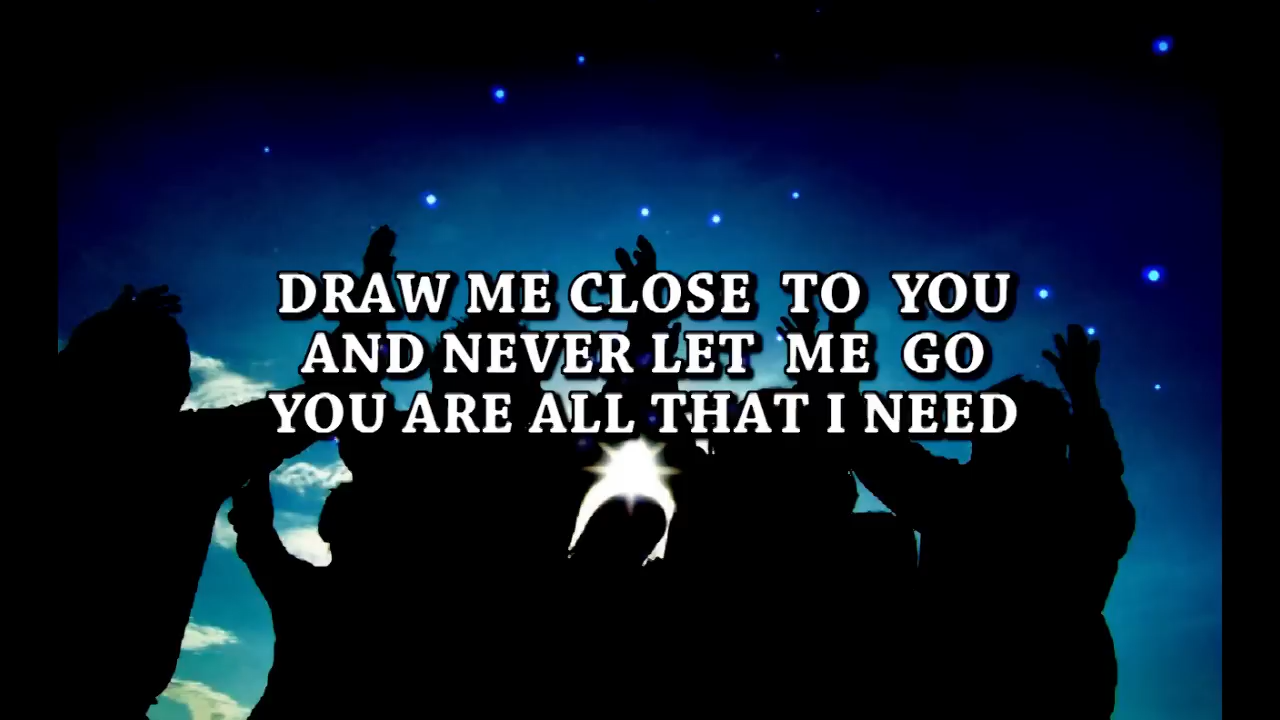 DRAW ME CLOSE TO YOU
AND NEVER LET ME GO
YOU ARE ALL THAT I NEED